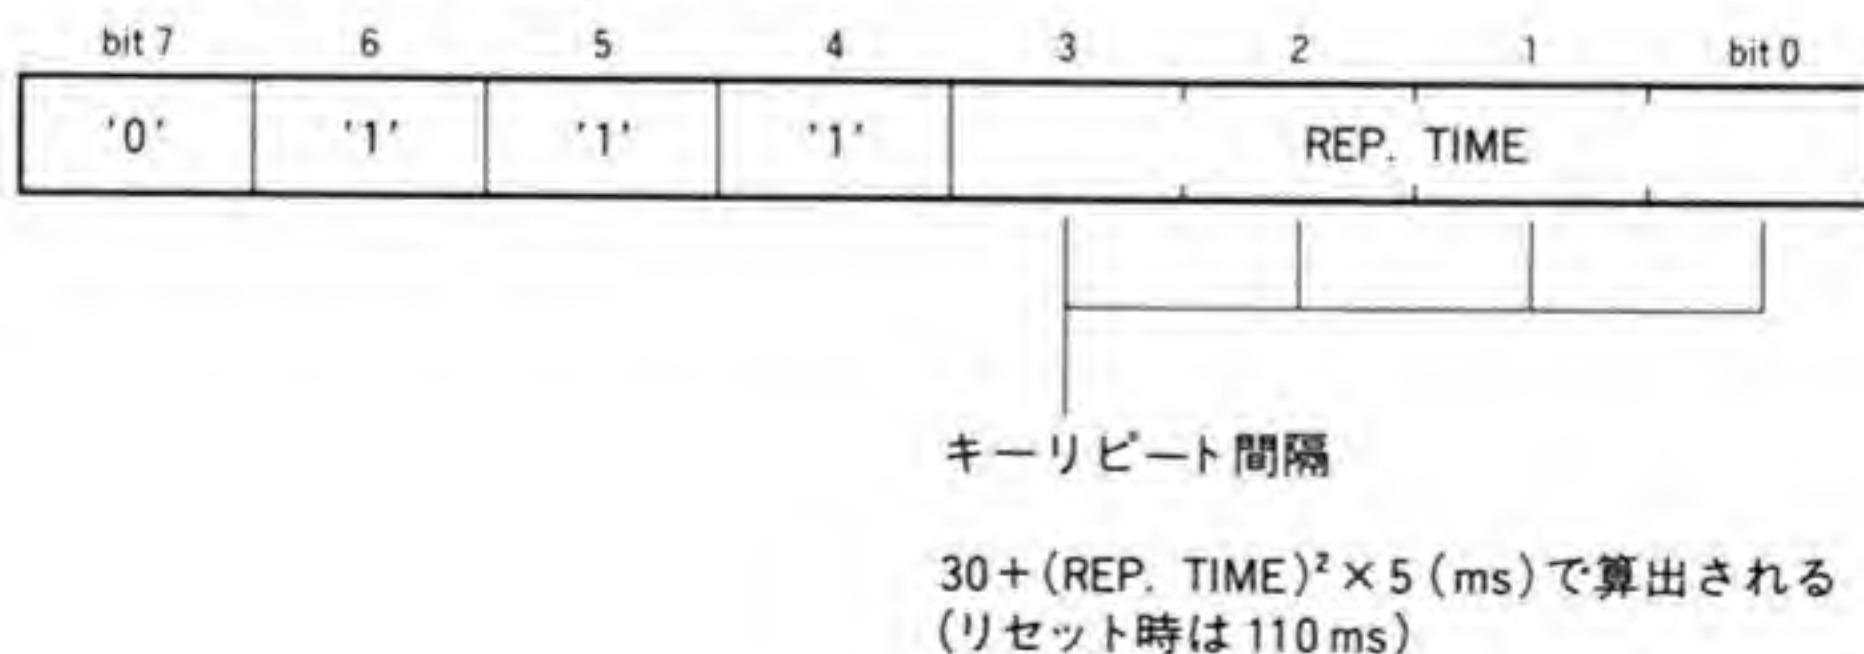 bit 7 6 5 4 3 2 1 bit 0
'0' '1' '1' '1' REP. TIME
キーリピート間隔
30+(REP. TIME)²×5(ms)で算出される
(リセット時は110ms)